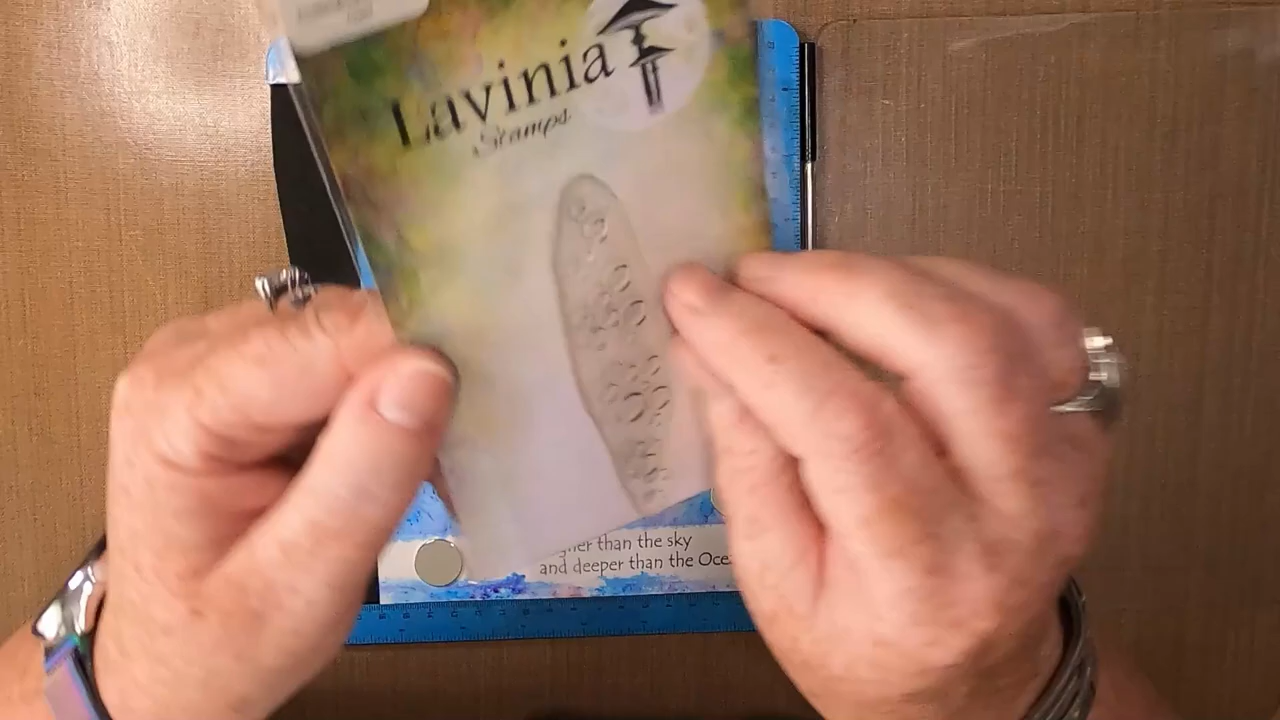 Lavinia
Stamps
than the sky
and deeper than the